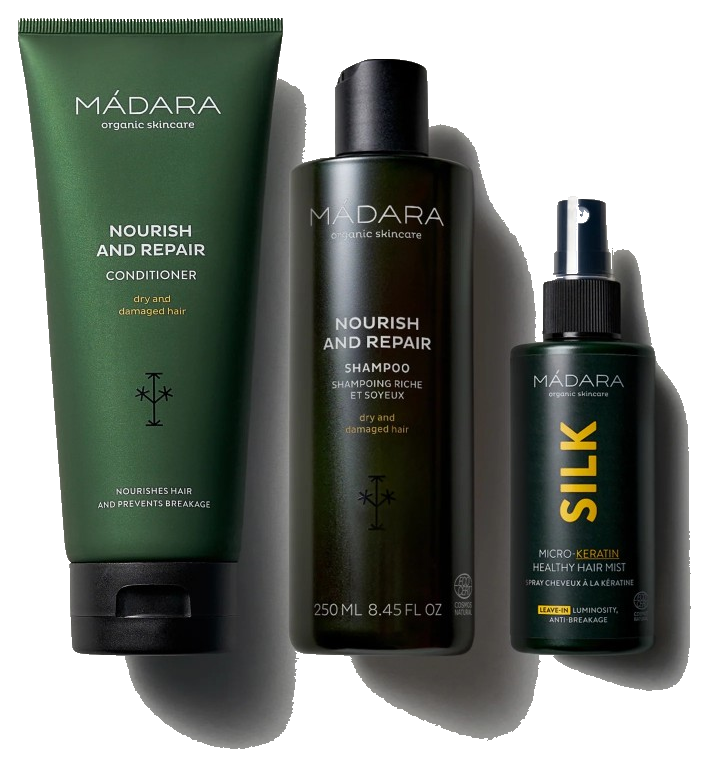 MÁDARA
organic skincare
NOURISH
AND REPAIR
CONDITIONER
dry and
damaged hair
NOURISHES HAIR
AND PREVENTS BREAKAGE
MÁDARA
organic skincare
NOURISH
AND REPAIR
SHAMPOO
SHAMPOING RICHE
ET SOYEUX
dry and
damaged hair
250 ML 8.45 FL OZ
COSMOS
NATURAL
MÁDARA
organic skincare
SILK
MICRO-KERATIN
HEALTHY HAIR MIST
SPRAY CHEVEUX À LA KÉRATINE
LEAVE-IN LUMINOSITY,
ANTI-BREAKAGE